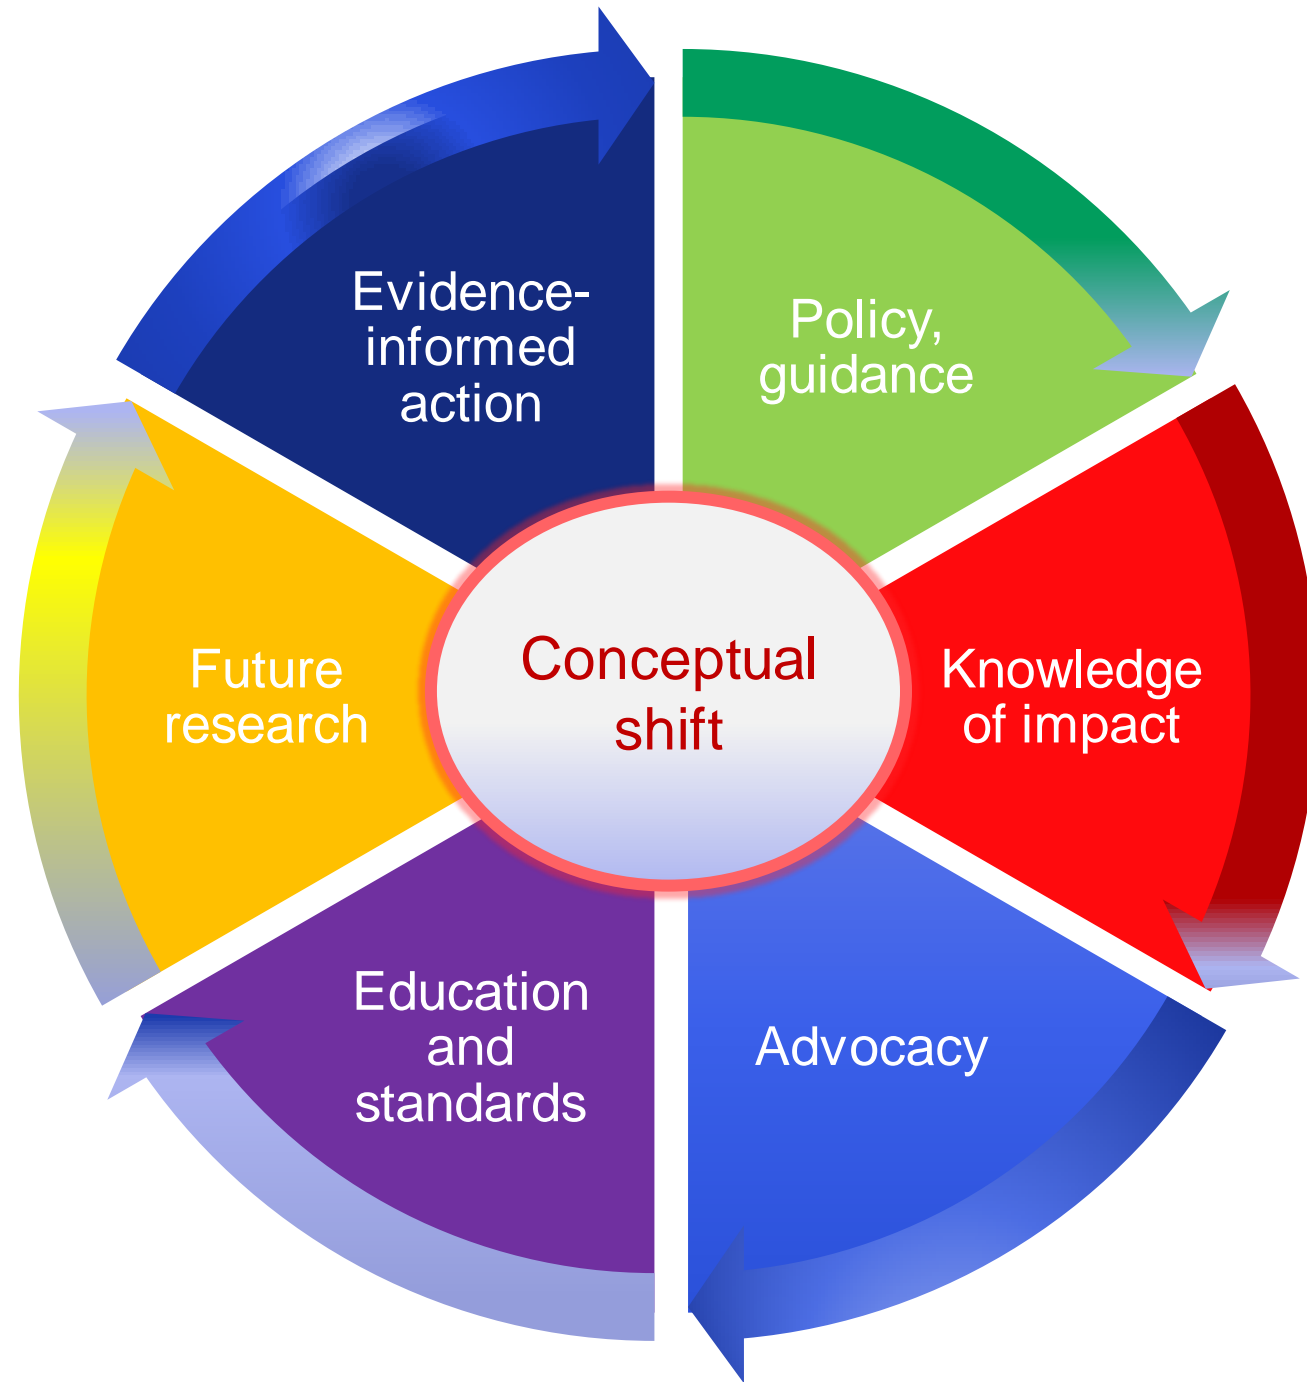 Evidence-
informed
action
Policy,
guidance
Future
research
Conceptual
shift
Knowledge
of impact
Education
and
standards
Advocacy